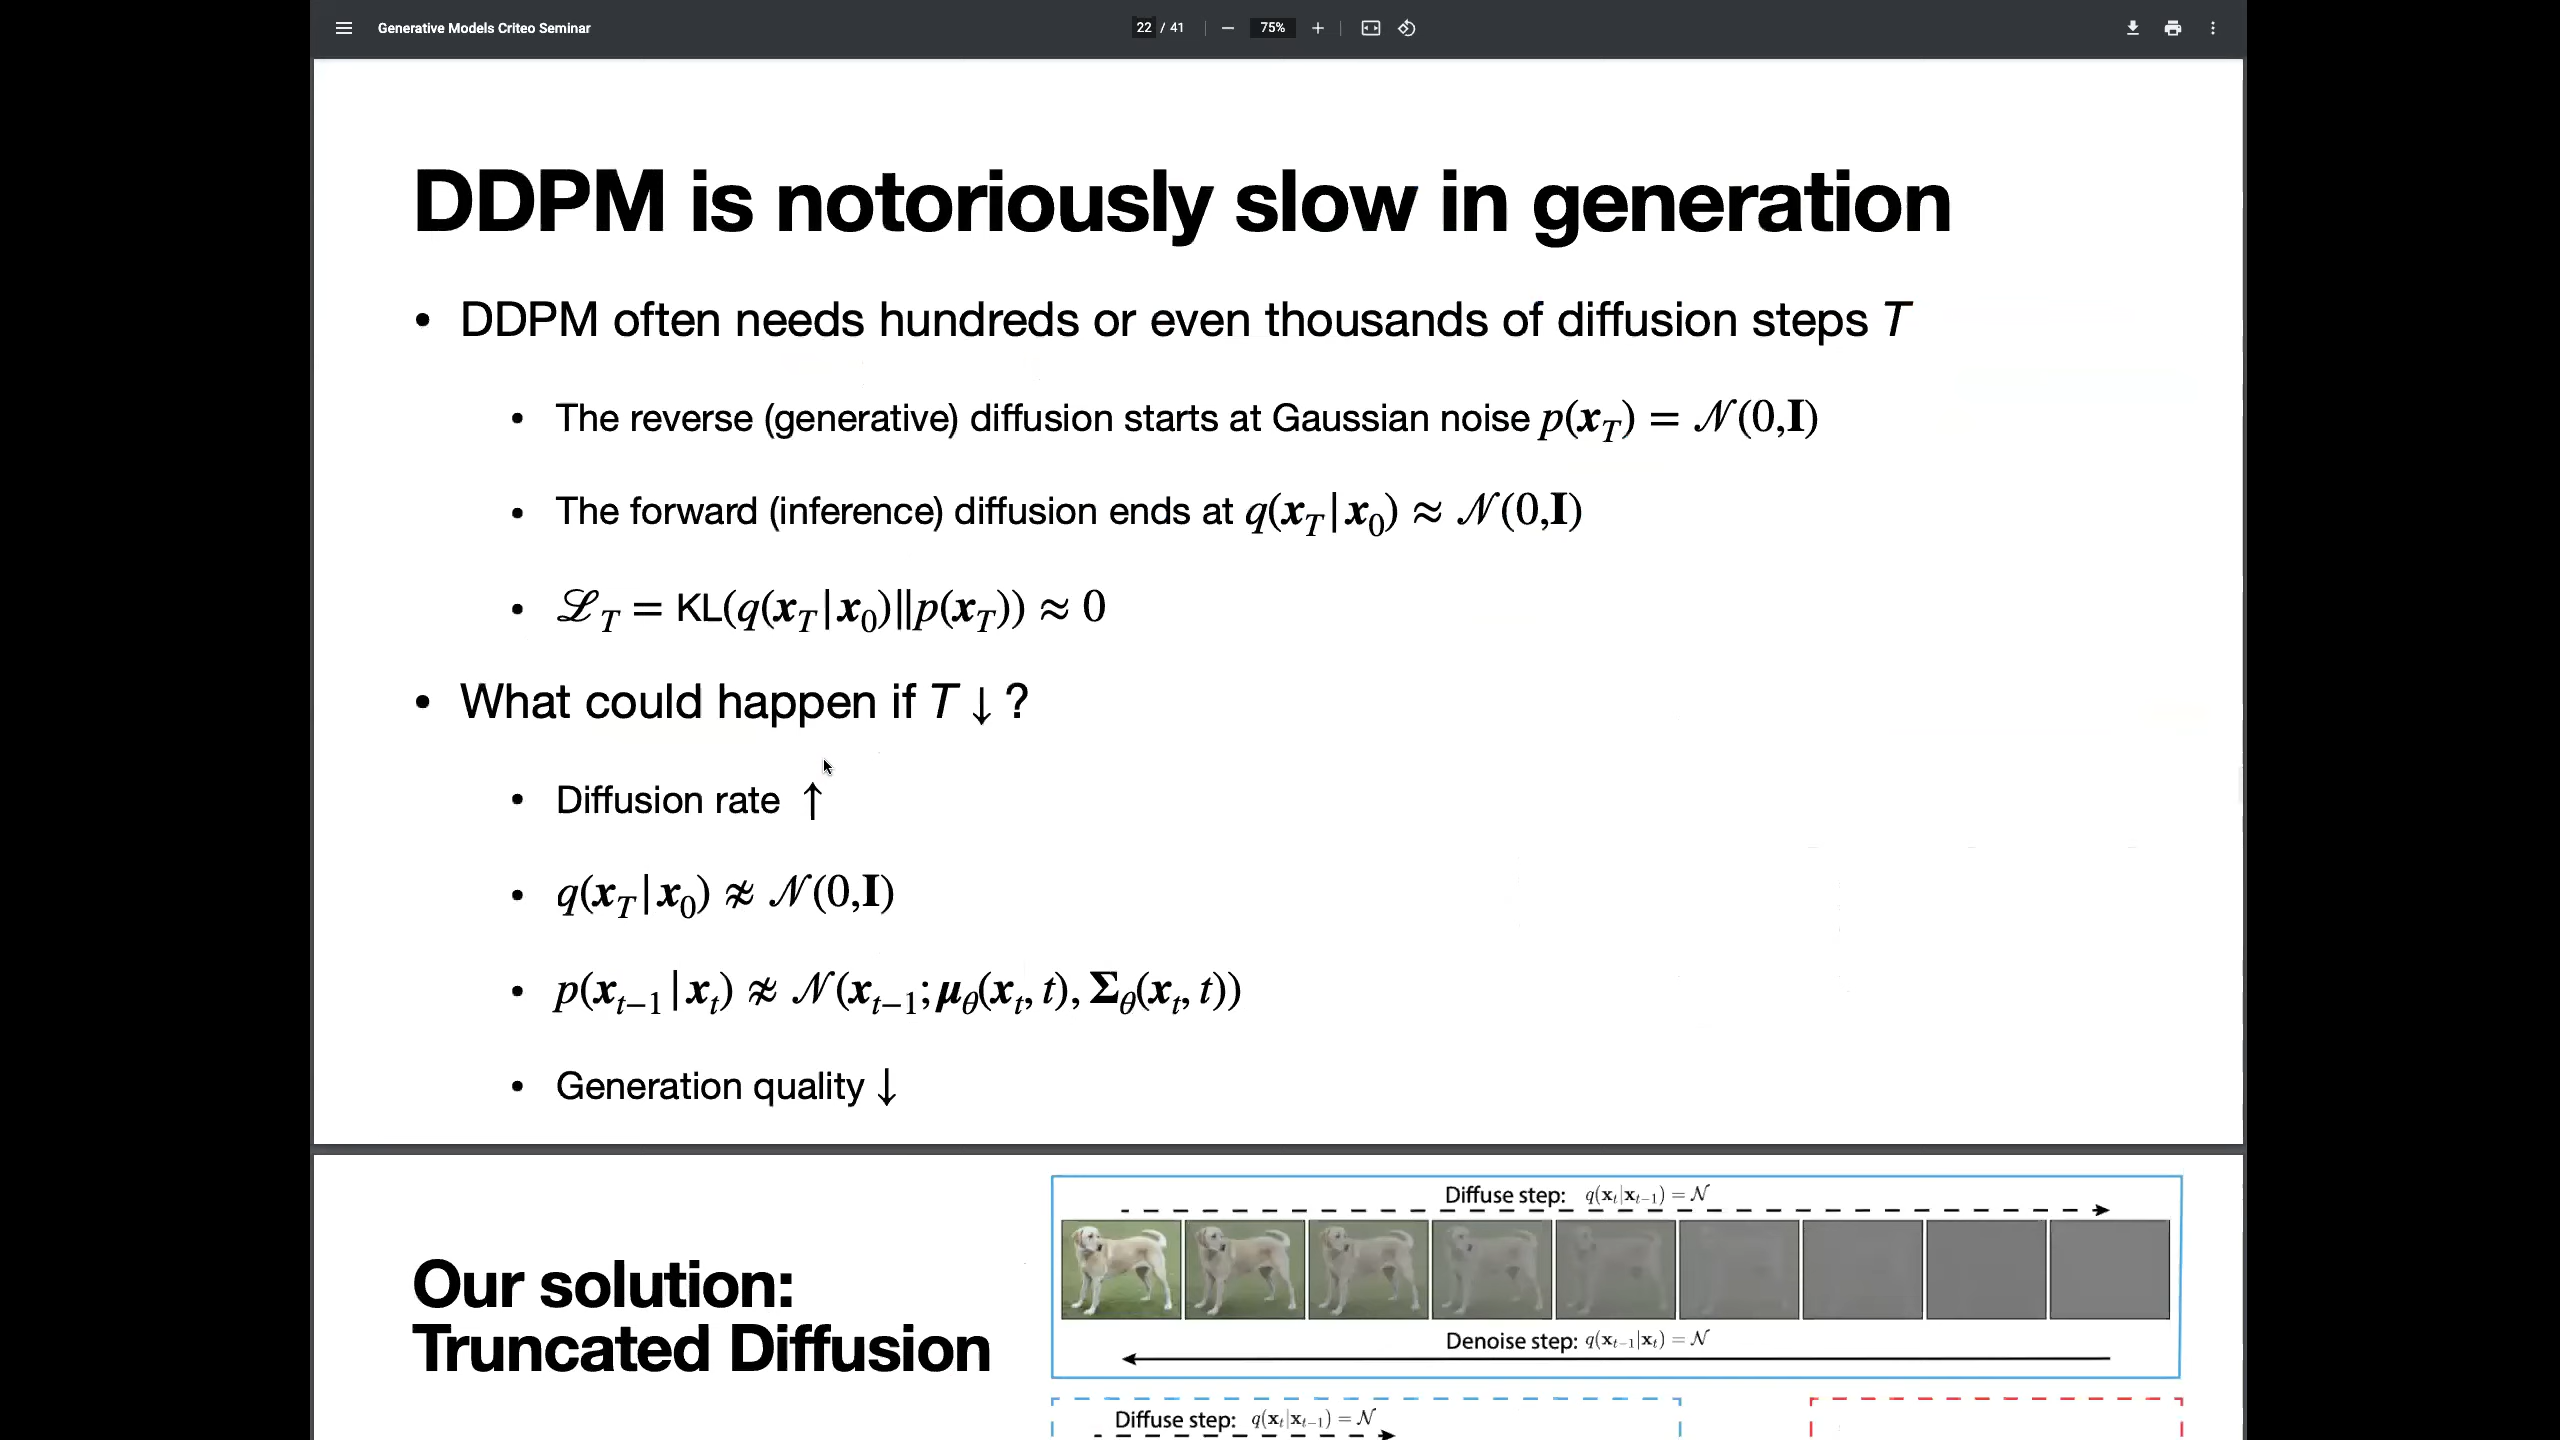 Generative Models Criteo Seminar
22 / 41
75%
DDPM is notoriously slow in generation
• DDPM often needs hundreds or even thousands of diffusion steps T
• The reverse (generative) diffusion starts at Gaussian noise p(x_T) = 𝒩(0,I)
• The forward (inference) diffusion ends at q(x_T | x_0) ≈ 𝒩(0,I)
• ℒ_T = KL(q(x_T | x_0)||p(x_T)) ≈ 0
• What could happen if T ↓ ?
• Diffusion rate ↑
• q(x_T | x_0) ≉ 𝒩(0,I)
• p(x_{t−1} | x_t) ≉ 𝒩(x_{t−1}; μ_θ(x_t, t), Σ_θ(x_t, t))
• Generation quality ↓
Our solution:
Truncated Diffusion
Diffuse step: q(x_t|x_{t−1}) = 𝒩
Denoise step: q(x_{t−1}|x_t) = 𝒩
Diffuse step: q(x_t|x_{t−1}) = 𝒩